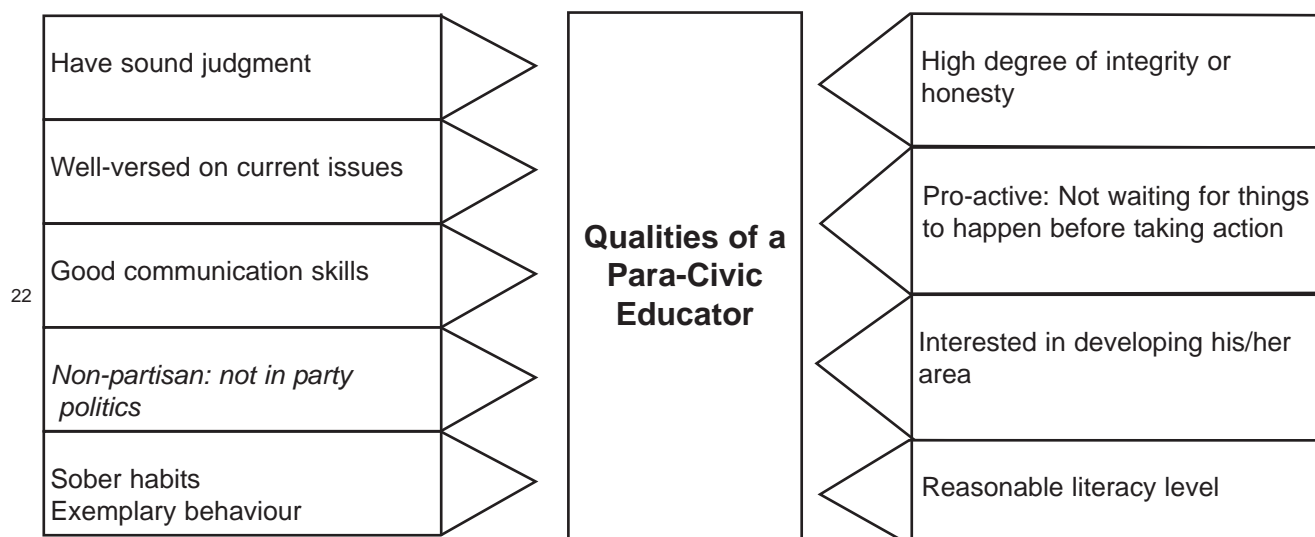 Have sound judgment
Well-versed on current issues
Good communication skills
22
Non-partisan: not in party
politics
Sober habits
Exemplary behaviour
Qualities of a
Para-Civic
Educator
High degree of integrity or
honesty
Pro-active: Not waiting for things
to happen before taking action
Interested in developing his/her
area
Reasonable literacy level